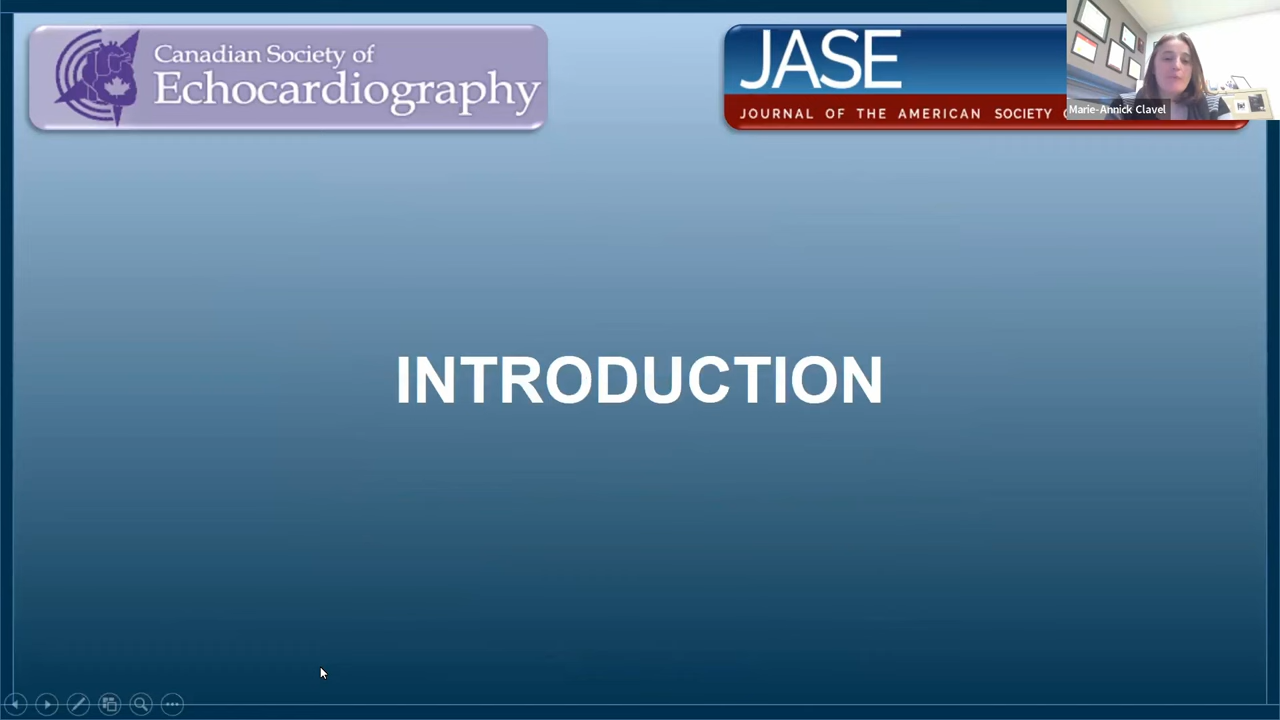 Canadian Society of
Echocardiography
JASE
JOURNAL OF THE AMERICAN SOCIETY
Marie-Annick Clavel
INTRODUCTION